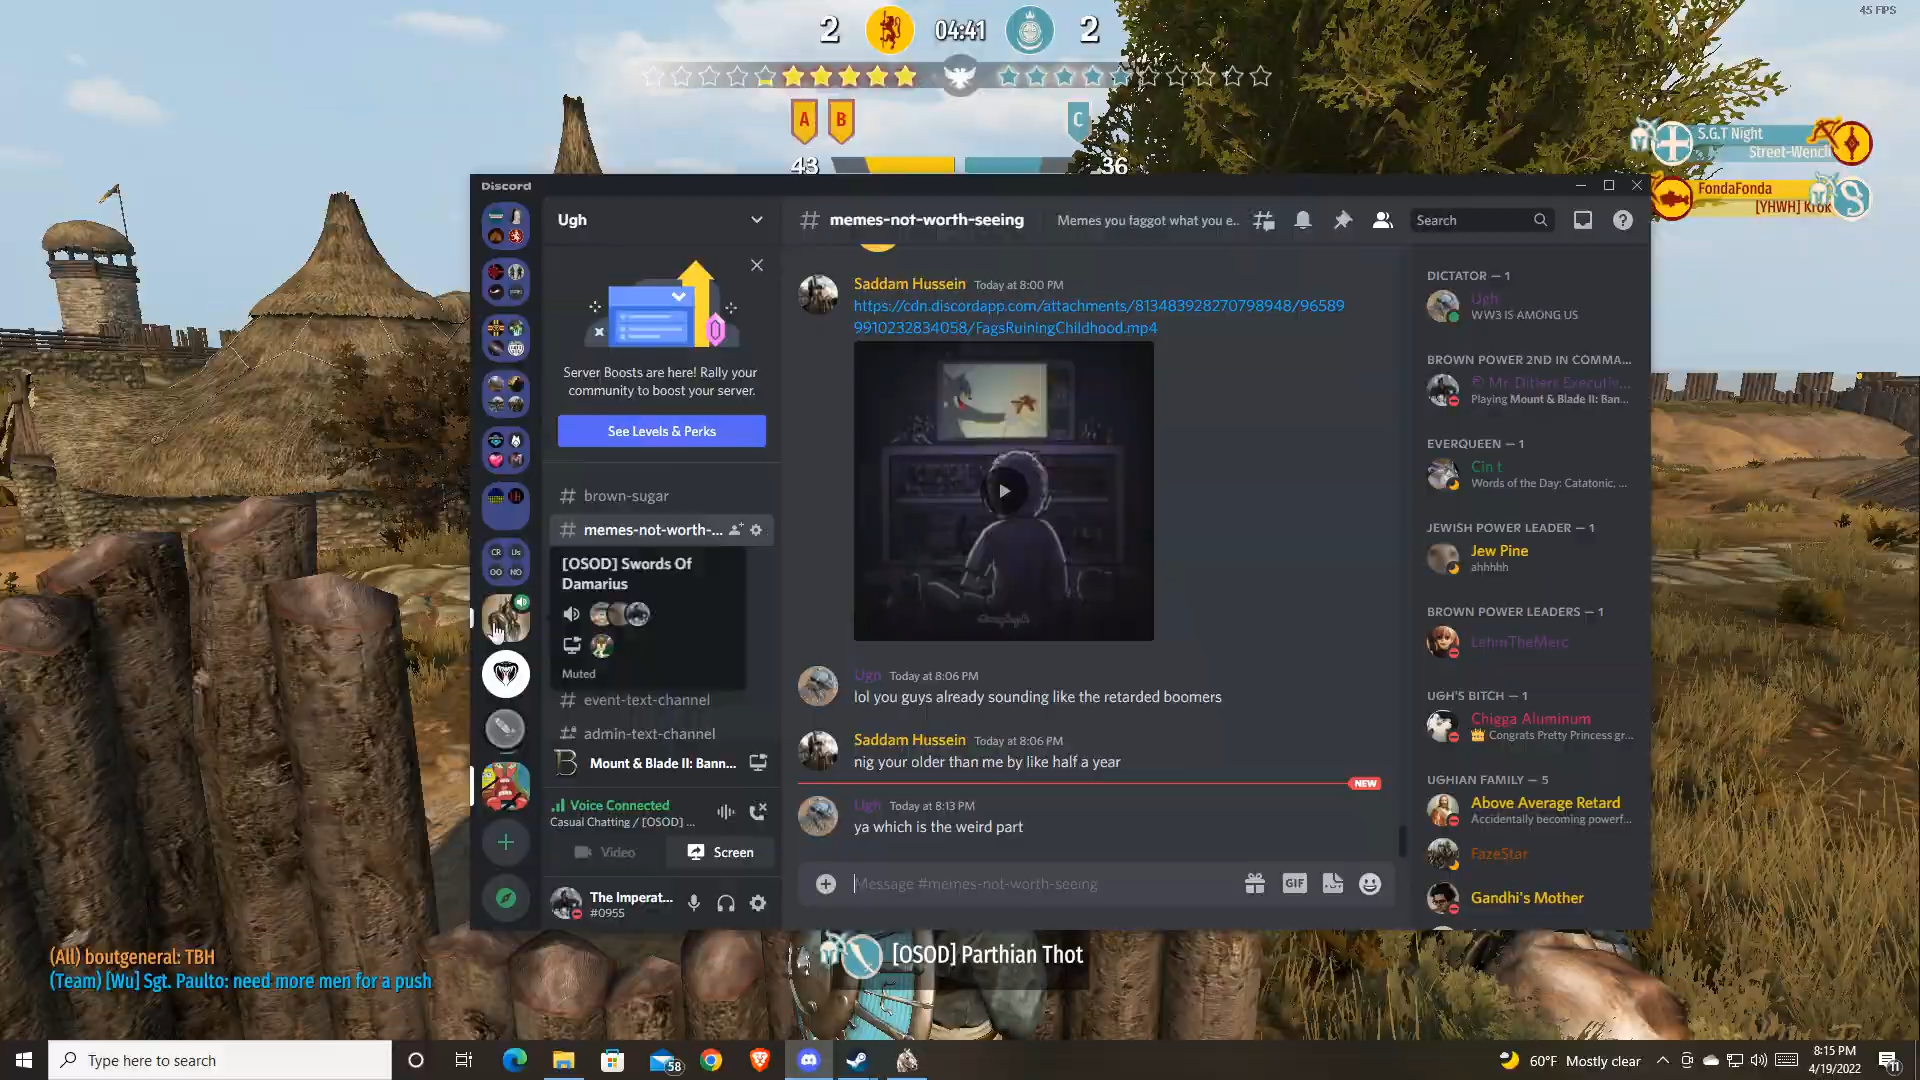 45 FPS
2 04:41 2
A B C
43 36
S.G.T Night
Street-Wencl
FondaFonda
[YHWH] Krok
Discord
Ugh
memes-not-worth-seeing
Memes you faggot what you e..
Search
Server Boosts are here! Rally your
community to boost your server.
See Levels & Perks
brown-sugar
memes-not-worth-...
[OSOD] Swords Of
Damarius
Muted
event-text-channel
admin-text-channel
Mount & Blade II: Bann...
Voice Connected
Casual Chatting / [OSOD] ...
Video
Screen
The Imperat...
#0955
CR Us
OO NO
Saddam Hussein Today at 8:00 PM
https://cdn.discordapp.com/attachments/813483928270798948/96589
9910232834058/FagsRuiningChildhood.mp4
Ugh Today at 8:06 PM
lol you guys already sounding like the retarded boomers
Saddam Hussein Today at 8:06 PM
nig your older than me by like half a year
NEW
Ugh Today at 8:13 PM
ya which is the weird part
Message #memes-not-worth-seeing
GIF
DICTATOR — 1
Ugh
WW3 IS AMONG US
BROWN POWER 2ND IN COMMA...
Mr. Ditlers Executiv...
Playing Mount & Blade II: Ban...
EVERQUEEN — 1
Cin t
Words of the Day: Catatonic, ...
JEWISH POWER LEADER — 1
Jew Pine
ahhhhh
BROWN POWER LEADERS — 1
LehmTheMerc
UGH'S BITCH — 1
Chigga Aluminum
Congrats Pretty Princess gr...
UGHIAN FAMILY — 5
Above Average Retard
Accidentally becoming powerf...
FazeStar
Gandhi's Mother
(All) boutgeneral: TBH
(Team) [Wu] Sgt. Paulto: need more men for a push
[OSOD] Parthian Thot
Type here to search
58
60°F Mostly clear
8:15 PM
4/19/2022
11